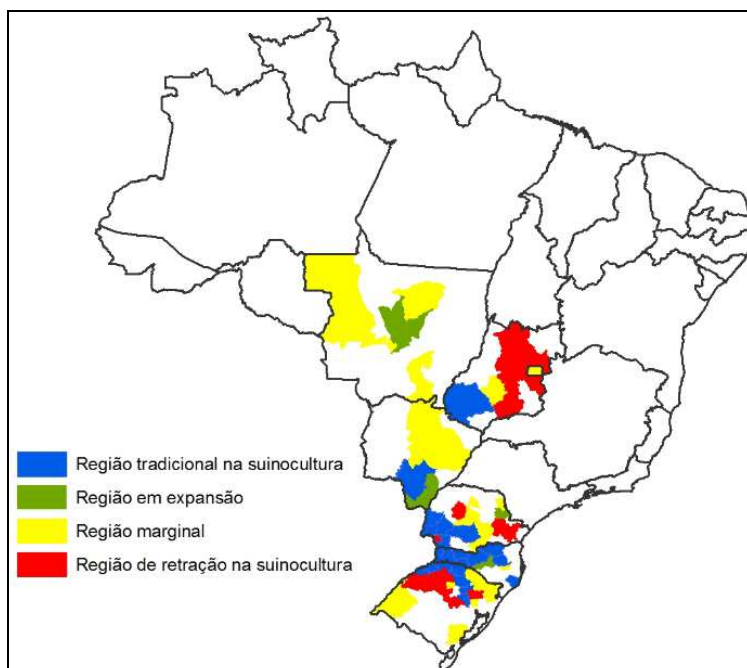 Região tradicional na suinocultura
Região em expansão
Região marginal
Região de retração na suinocultura